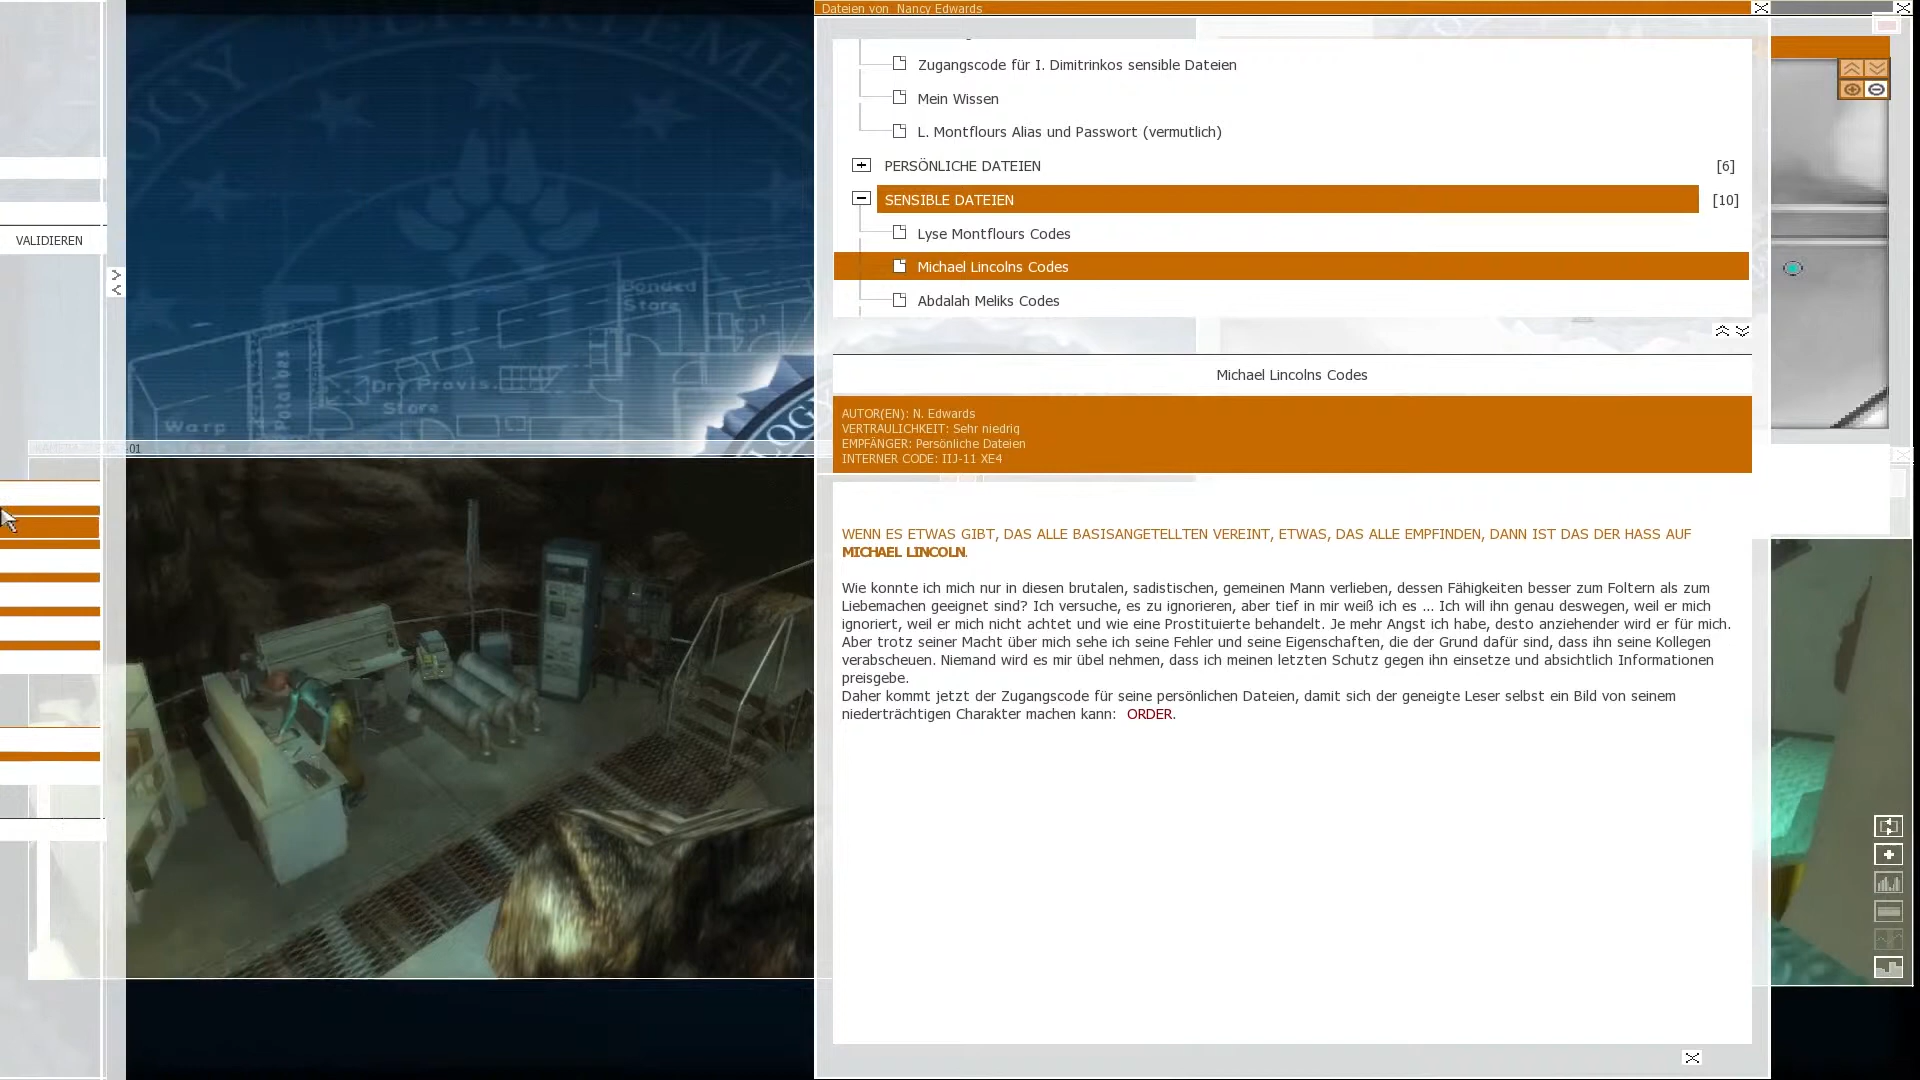 Dateien von  Nancy Edwards
Zugangscode für I. Dimitrinkos sensible Dateien
Mein Wissen
L. Montflours Alias und Passwort (vermutlich)
PERSÖNLICHE DATEIEN [6]
SENSIBLE DATEIEN [10]
VALIDIEREN
Lyse Montflours Codes
Michael Lincolns Codes
Abdalah Meliks Codes
Bonded
Store
Potatoes
Dry Provis.
Store
Warp
LOGY
-01
Michael Lincolns Codes
AUTOR(EN): N. Edwards
VERTRAULICHKEIT: Sehr niedrig
EMPFÄNGER: Persönliche Dateien
INTERNER CODE: IIJ-11 XE4
WENN ES ETWAS GIBT, DAS ALLE BASISANGETELLTEN VEREINT, ETWAS, DAS ALLE EMPFINDEN, DANN IST DAS DER HASS AUF
MICHAEL LINCOLN.
Wie konnte ich mich nur in diesen brutalen, sadistischen, gemeinen Mann verlieben, dessen Fähigkeiten besser zum Foltern als zum
Liebemachen geeignet sind? Ich versuche, es zu ignorieren, aber tief in mir weiß ich es ... Ich will ihn genau deswegen, weil er mich
ignoriert, weil er mich nicht achtet und wie eine Prostituierte behandelt. Je mehr Angst ich habe, desto anziehender wird er für mich.
Aber trotz seiner Macht über mich sehe ich seine Fehler und seine Eigenschaften, die der Grund dafür sind, dass ihn seine Kollegen
verabscheuen. Niemand wird es mir übel nehmen, dass ich meinen letzten Schutz gegen ihn einsetze und absichtlich Informationen
preisgebe.
Daher kommt jetzt der Zugangscode für seine persönlichen Dateien, damit sich der geneigte Leser selbst ein Bild von seinem
niederträchtigen Charakter machen kann:  ORDER.